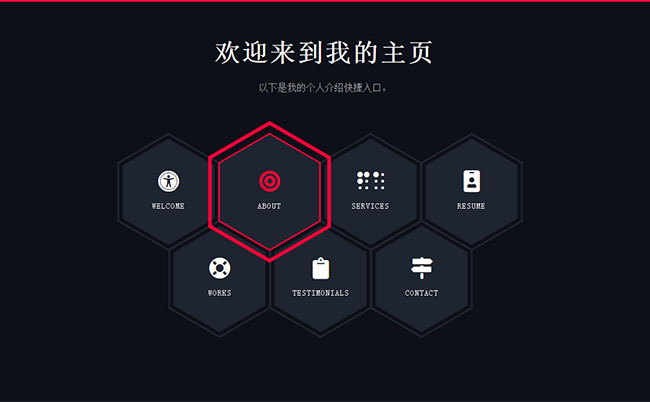 欢迎来到我的主页
以下是我的个人介绍快捷入口。
WELCOME
ABOUT
SERVICES
RESUME
WORKS
TESTIMONIALS
CONTACT